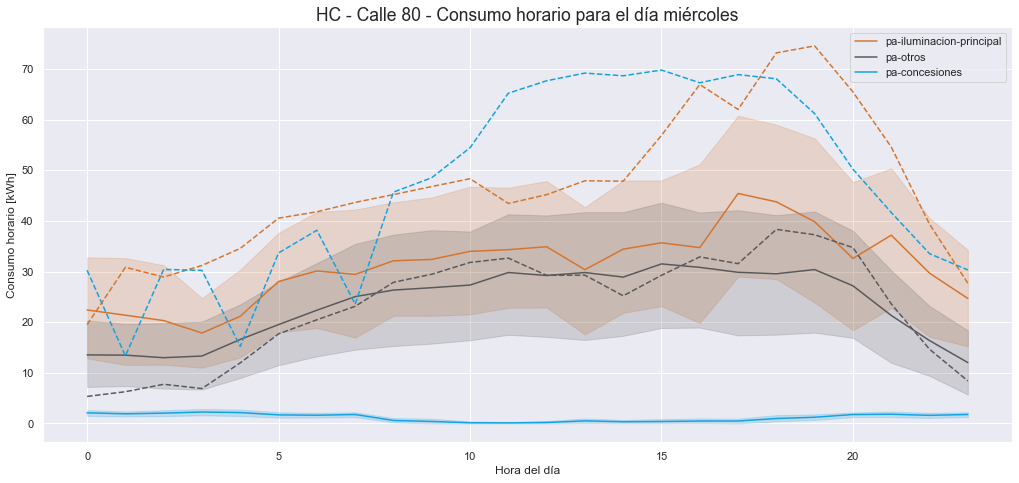 HC - Calle 80 - Consumo horario para el día miércoles
pa-iluminacion-principal
pa-otros
pa-concesiones
Consumo horario [kWh]
70
60
50
40
30
20
10
0
0
5
10
15
20
Hora del día